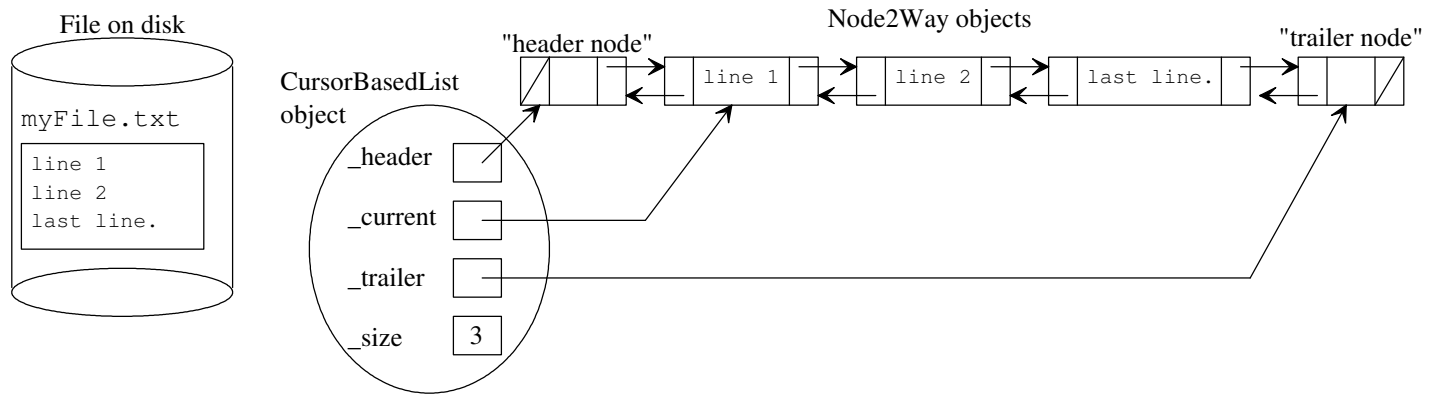 File on disk
myFile.txt
line 1
line 2
last line.
CursorBasedList
object
_header
_current
_trailer
_size
3
Node2Way objects
"header node"
"trailer node"
line 1
line 2
last line.